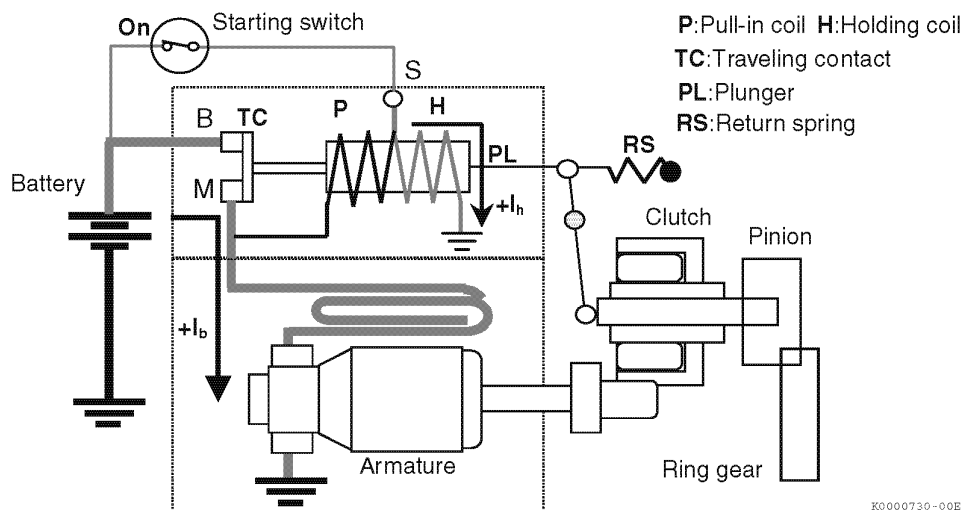 On
Starting switch
P:Pull-in coil H:Holding coil
TC:Traveling contact
PL:Plunger
RS:Return spring
S
B
TC
P
H
PL
RS
Battery
M
+Ih
Clutch
Pinion
+Ib
Armature
Ring gear
K0000730-00E